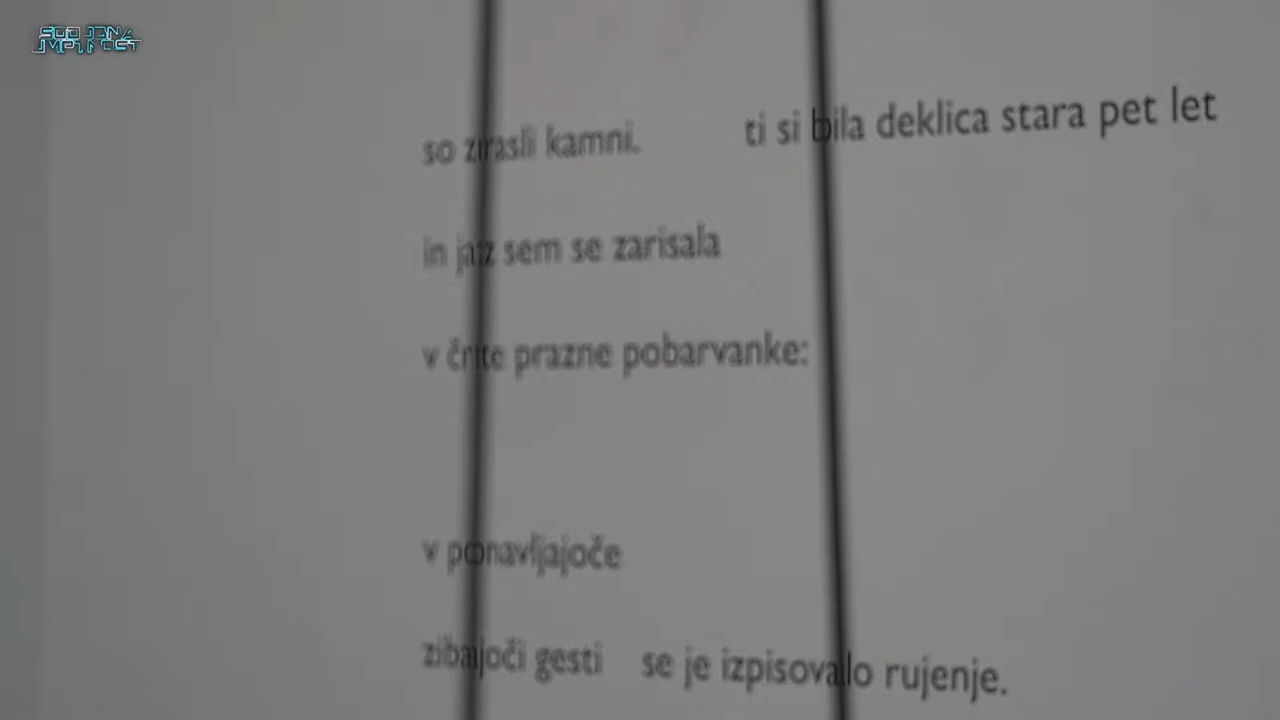 so zrasli kamni. ti si bila deklica stara pet let
in jaz sem se zarisala
v črte prazne pobarvanke:
v ponavljajoče
zibajoči gesti se je izpisovalo rujenje.